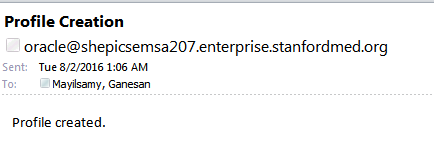 Profile Creation
oracle@shepicsemsa207.enterprise.stanfordmed.org
Sent: Tue 8/2/2016 1:06 AM
To: Mayilsamy, Ganesan
Profile created.